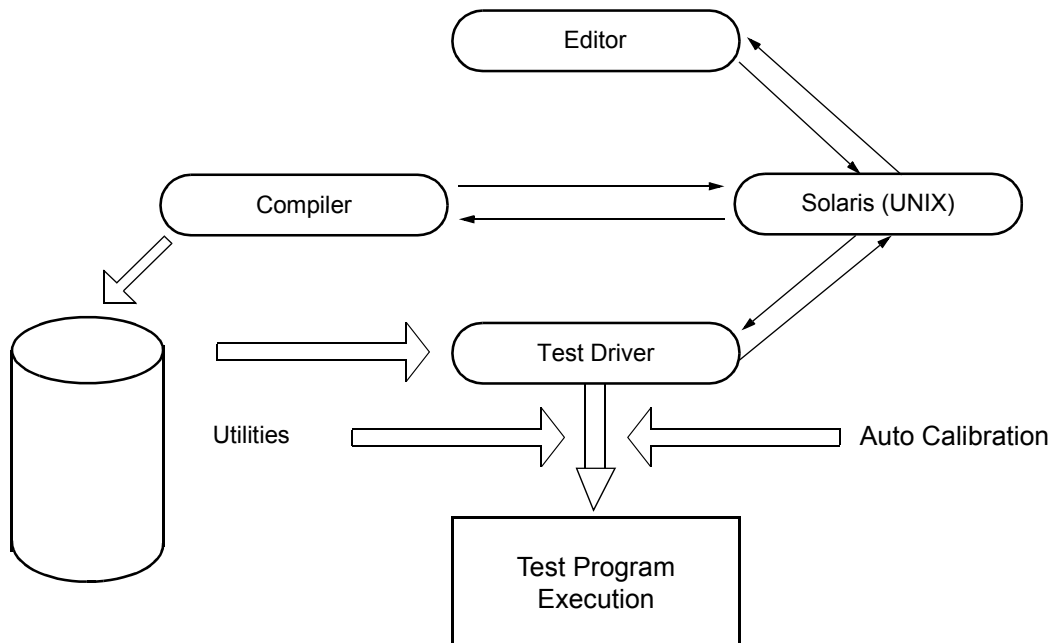 Editor
Compiler
Solaris (UNIX)
Test Driver
Utilities
Auto Calibration
Test Program
Execution